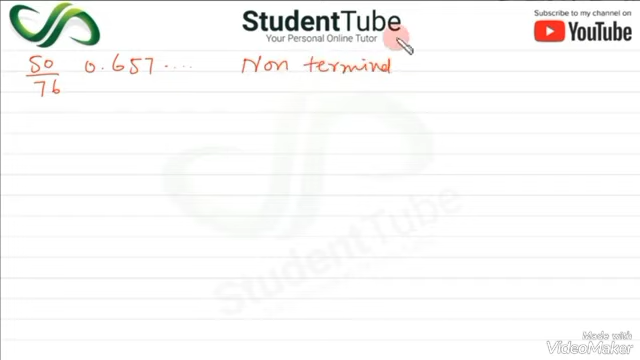 StudentTube
Your Personal Online Tutor
Subscribe to my channel on
YouTube
50/76 0.657.... Non termind
StudentTube
Made with
VideoMaker